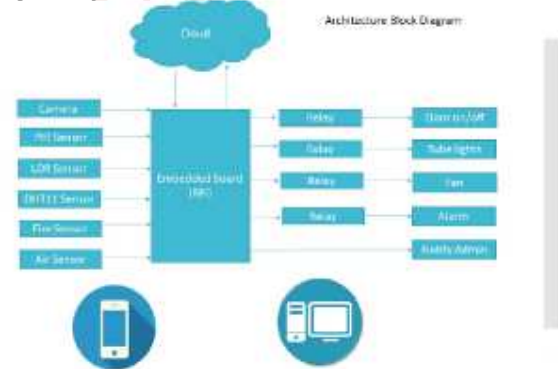 Architecture Block Diagram
Cloud
Camera
PIR Sensor
LDR Sensor
DHT11 Sensor
Fire Sensor
Air Sensor
Embedded Board
Relay
Relay
Relay
Relay
Door on/off
Tube lights
Fan
Alarm
Notify Admin